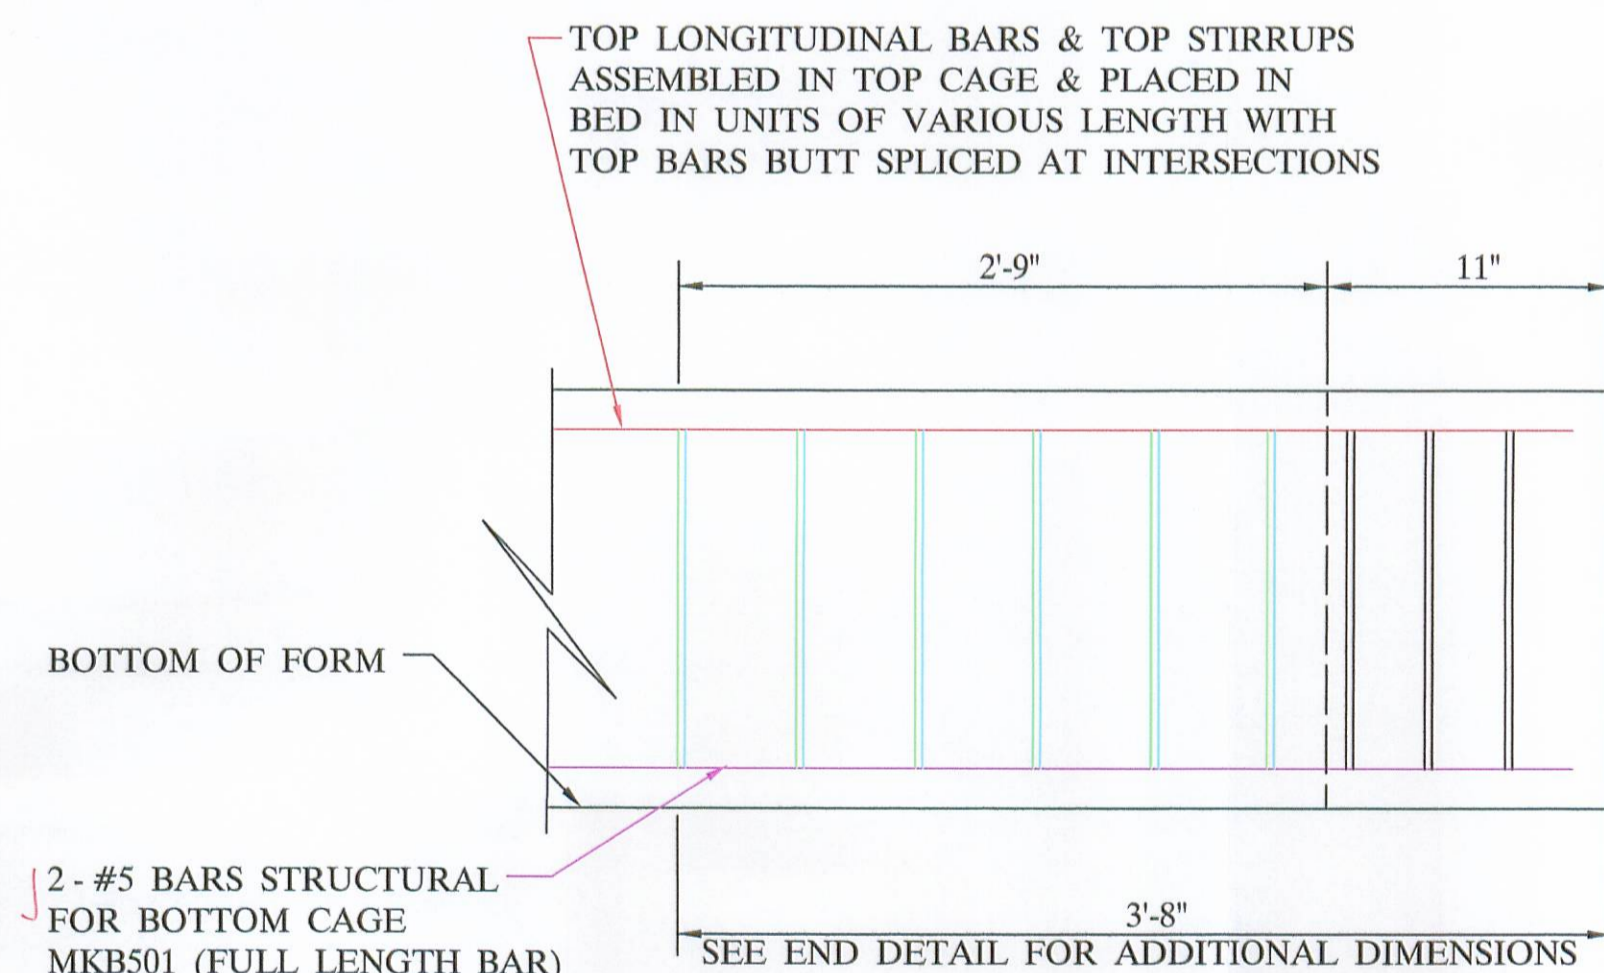 TOP LONGITUDINAL BARS & TOP STIRRUPS
ASSEMBLED IN TOP CAGE & PLACED IN
BED IN UNITS OF VARIOUS LENGTH WITH
TOP BARS BUTT SPLICED AT INTERSECTIONS
2'-9"
11"
BOTTOM OF FORM
2 - #5 BARS STRUCTURAL
FOR BOTTOM CAGE
MKB501 (FULL LENGTH BAR)
3'-8"
SEE END DETAIL FOR ADDITIONAL DIMENSIONS